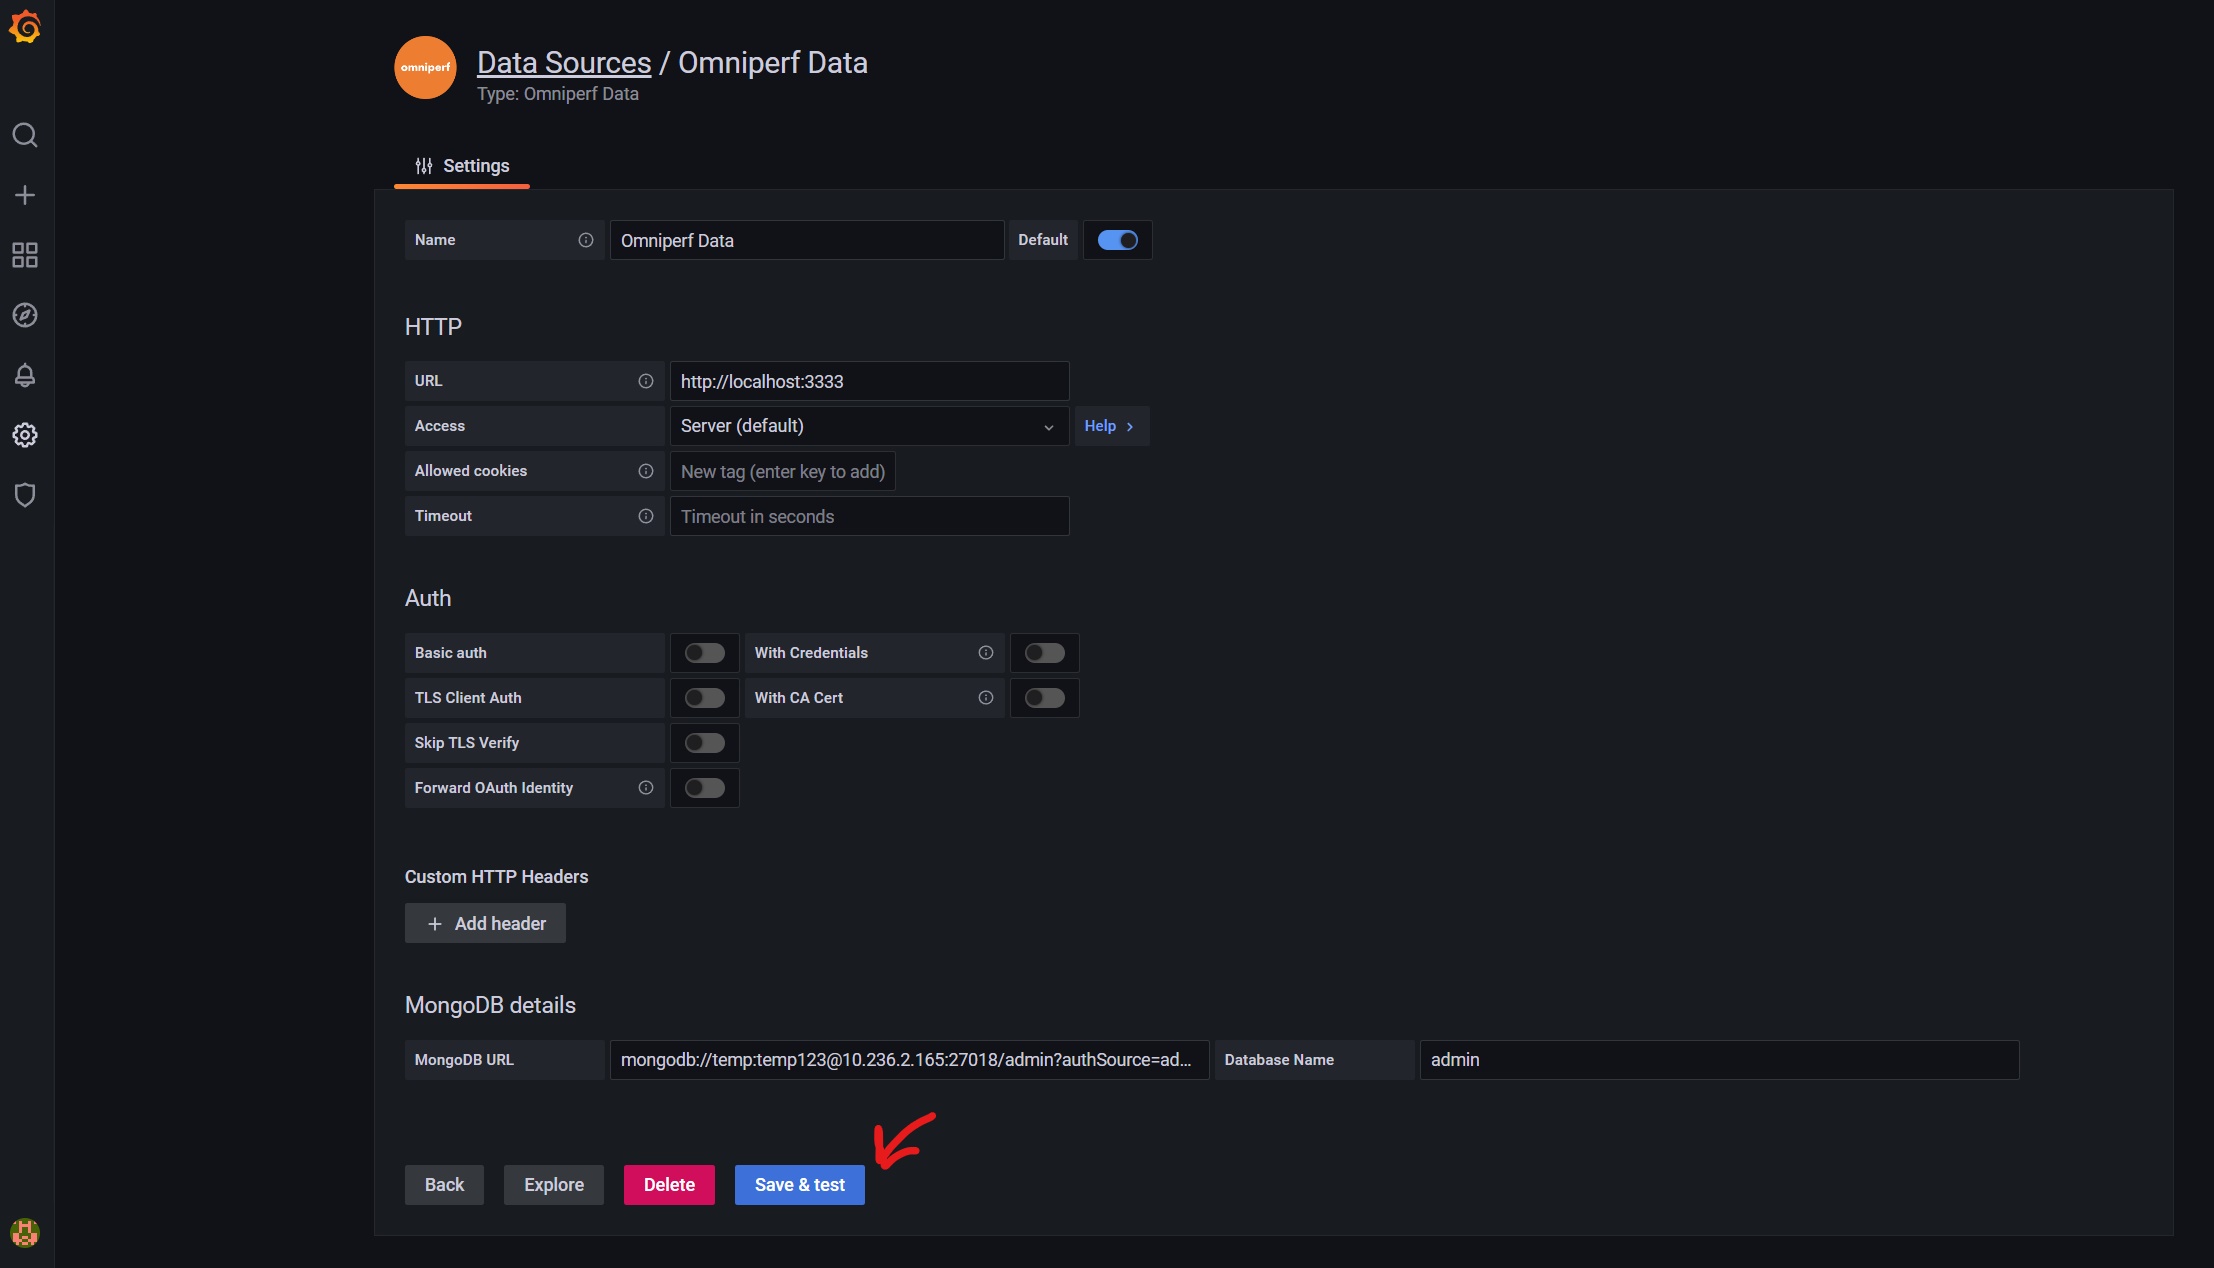 omniperf
Data Sources / Omniperf Data
Type: Omniperf Data
Settings
Name Omniperf Data Default
HTTP
URL http://localhost:3333
Access Server (default) Help
Allowed cookies New tag (enter key to add)
Timeout Timeout in seconds
Auth
Basic auth With Credentials
TLS Client Auth With CA Cert
Skip TLS Verify
Forward OAuth Identity
Custom HTTP Headers
Add header
MongoDB details
MongoDB URL mongodb://temp:temp123@10.236.2.165:27018/admin?authSource=ad... Database Name admin
Back Explore Delete Save & test